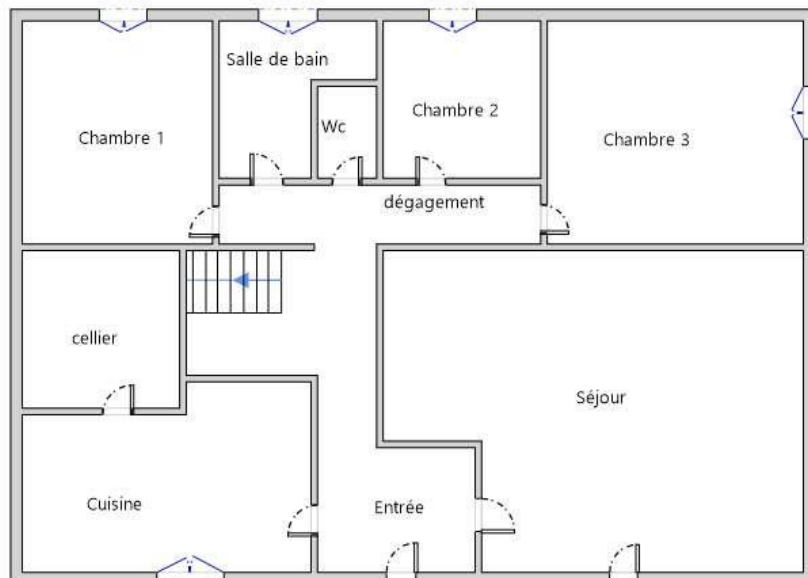 Salle de bain
Chambre 1
Wc
Chambre 2
Chambre 3
dégagement
cellier
Séjour
Cuisine
Entrée